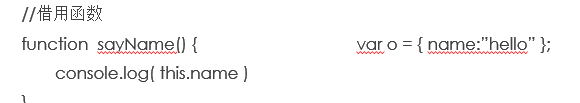 //借用函数
function sayName() { var o = { name:”hello” };
console.log( this.name )
}